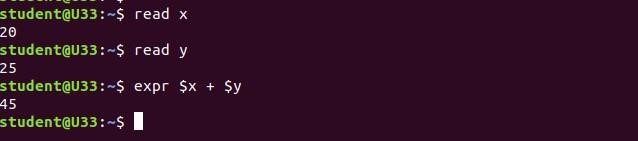 student@U33:~$ read x
20
student@U33:~$ read y
25
student@U33:~$ expr $x + $y
45
student@U33:~$